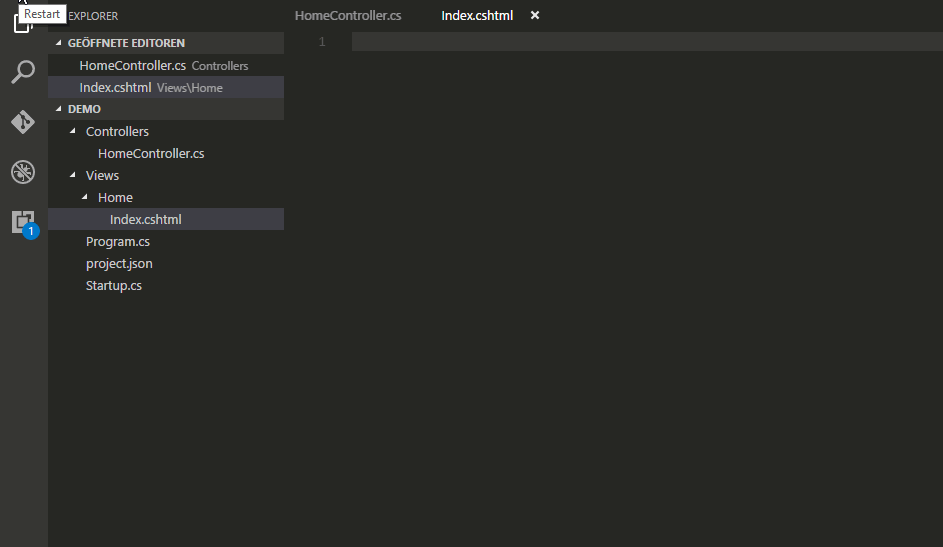 Restart
EXPLORER
HomeController.cs
Index.cshtml
GEÖFFNETE EDITOREN
HomeController.cs Controllers
Index.cshtml Views\Home
DEMO
Controllers
HomeController.cs
Views
Home
Index.cshtml
Program.cs
project.json
Startup.cs
1
1